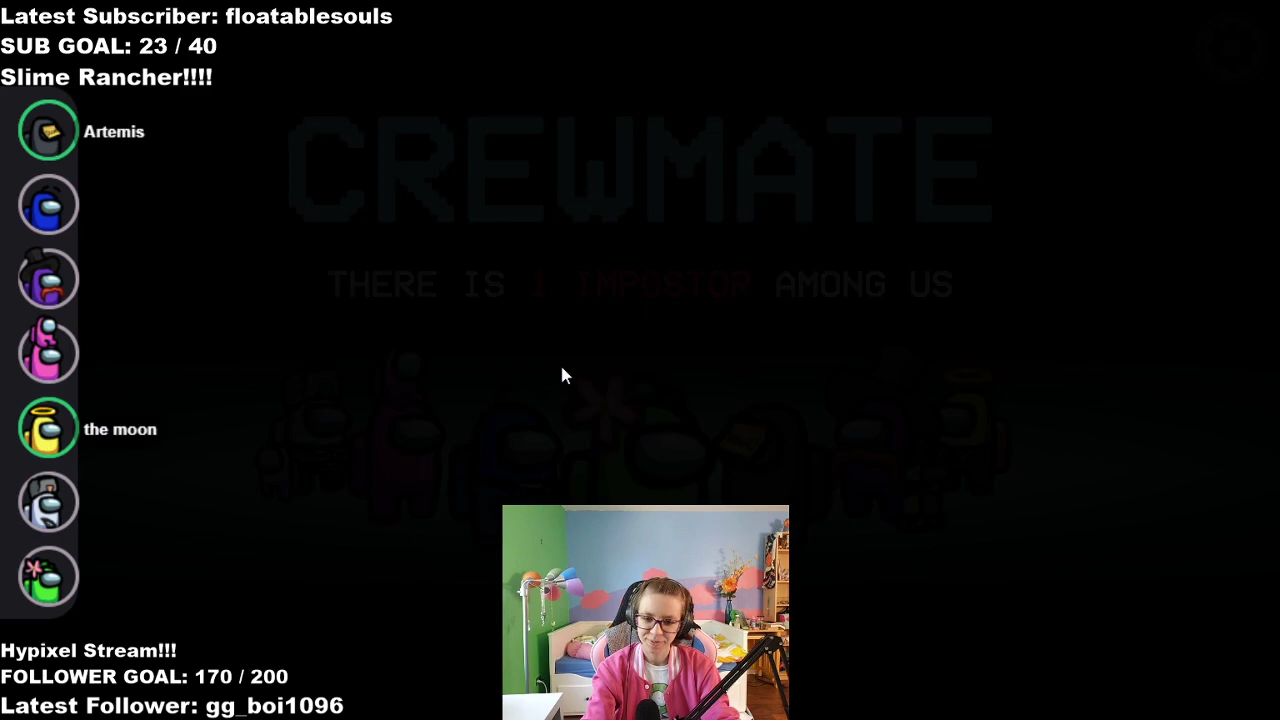 Latest Subscriber: floatablesouls
SUB GOAL: 23 / 40
Slime Rancher!!!!
Artemis
CREWMATE
THERE IS 1 IMPOSTOR AMONG US
the moon
Hypixel Stream!!!
FOLLOWER GOAL: 170 / 200
Latest Follower: gg_boi1096